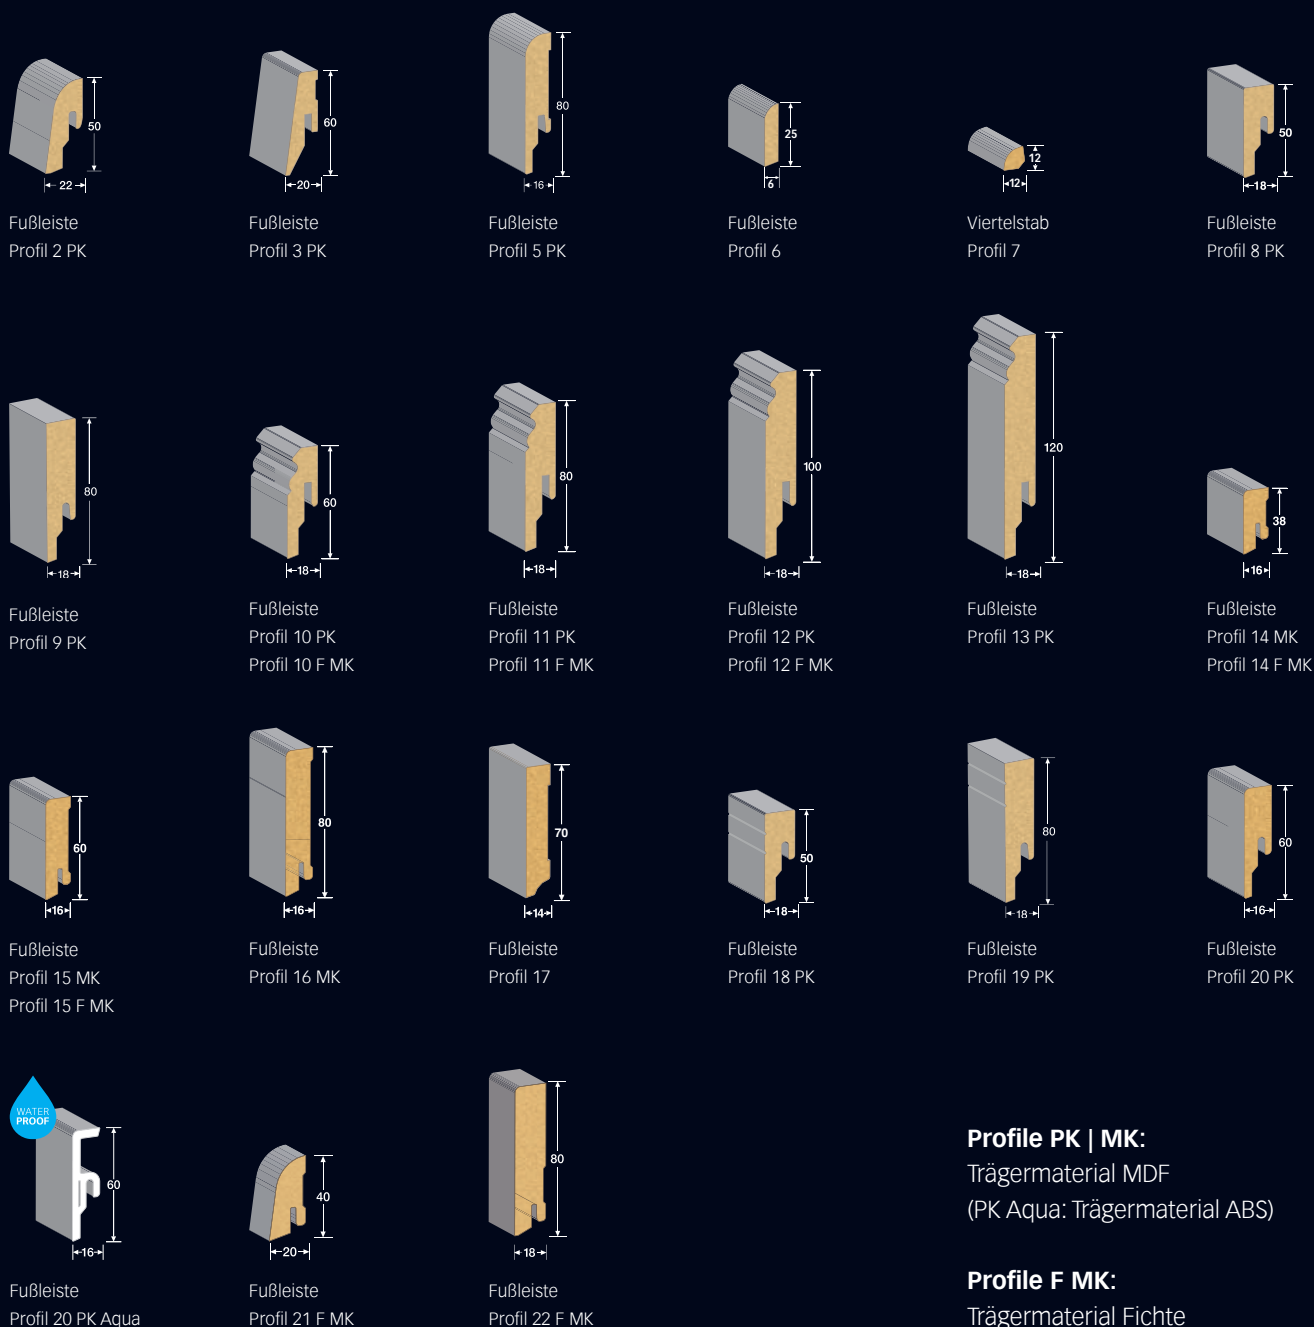 50
22
Fußleiste
Profil 2 PK
60
20
Fußleiste
Profil 3 PK
80
16
Fußleiste
Profil 5 PK
25
6
Fußleiste
Profil 6
12
12
Viertelstab
Profil 7
50
18
Fußleiste
Profil 8 PK
80
18
Fußleiste
Profil 9 PK
60
18
Fußleiste
Profil 10 PK
Profil 10 F MK
80
18
Fußleiste
Profil 11 PK
Profil 11 F MK
100
18
Fußleiste
Profil 12 PK
Profil 12 F MK
120
18
Fußleiste
Profil 13 PK
38
16
Fußleiste
Profil 14 MK
Profil 14 F MK
60
16
Fußleiste
Profil 15 MK
Profil 15 F MK
80
16
Fußleiste
Profil 16 MK
70
14
Fußleiste
Profil 17
50
18
Fußleiste
Profil 18 PK
80
18
Fußleiste
Profil 19 PK
60
16
Fußleiste
Profil 20 PK
WATER
PROOF
60
16
Fußleiste
Profil 20 PK Aqua
40
20
Fußleiste
Profil 21 F MK
80
18
Fußleiste
Profil 22 F MK
Profile PK | MK:
Trägermaterial MDF
(PK Aqua: Trägermaterial ABS)
Profile F MK:
Trägermaterial Fichte